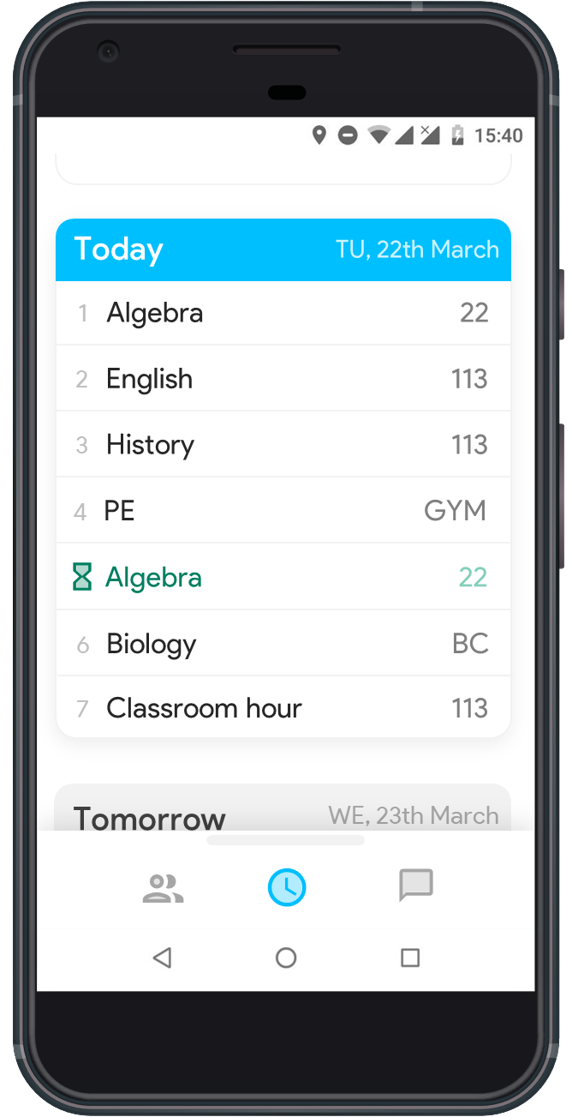 15:40
Today TU, 22th March
1 Algebra 22
2 English 113
3 History 113
4 PE GYM
Algebra 22
6 Biology BC
7 Classroom hour 113
Tomorrow WE, 23th March